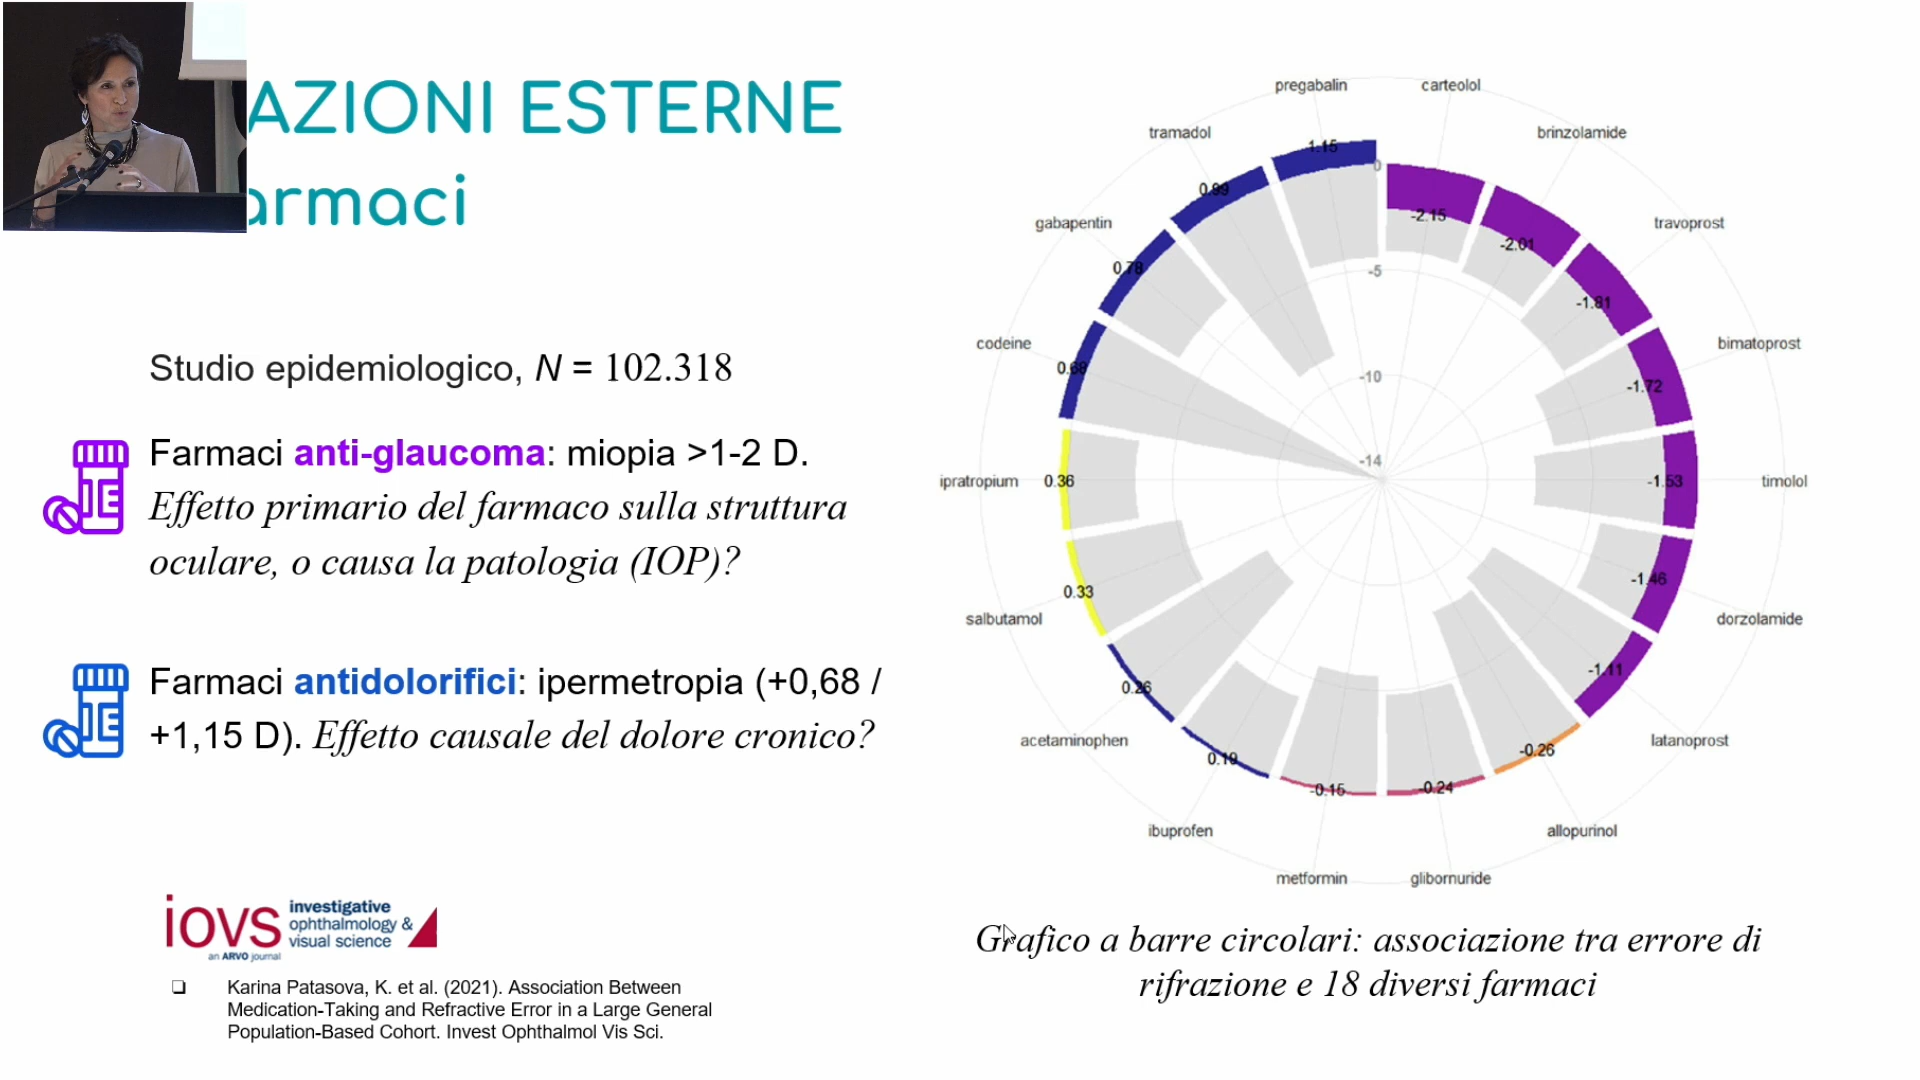 AZIONI ESTERNE
armaci
Studio epidemiologico, N = 102.318
Farmaci anti-glaucoma: miopia >1-2 D.
Effetto primario del farmaco sulla struttura
oculare, o causa la patologia (IOP)?
Farmaci antidolorifici: ipermetropia (+0,68 /
+1,15 D). Effetto causale del dolore cronico?
iovs
investigative
ophthalmology &
visual science
an ARVO journal
❑ Karina Patasova, K. et al. (2021). Association Between
Medication-Taking and Refractive Error in a Large General
Population-Based Cohort. Invest Ophthalmol Vis Sci.
pregabalin
carteolol
tramadol
brinzolamide
gabapentin
travoprost
codeine
bimatoprost
ipratropium
timolol
salbutamol
dorzolamide
acetaminophen
latanoprost
ibuprofen
allopurinol
metformin
glibornuride
1.15
0.99
0.78
0.68
0.36
0.33
0.26
0.19
-0.15
-0.24
-0.26
-1.11
-1.46
-1.53
-1.72
-1.81
-2.01
-2.15
0
-5
-10
-14
Grafico a barre circolari: associazione tra errore di
rifrazione e 18 diversi farmaci